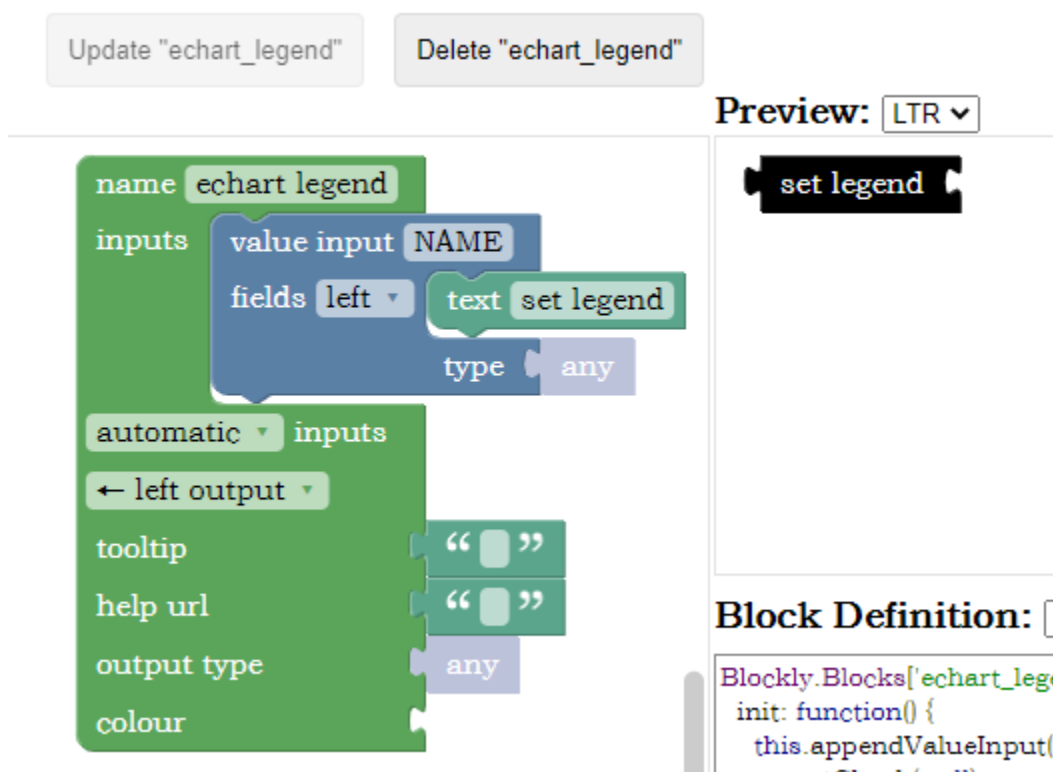 Update "echart_legend"
Delete "echart_legend"
Preview: LTR
name echart legend
inputs value input NAME
fields left text set legend
type any
automatic inputs
← left output
tooltip “ ”
help url “ ”
output type any
colour
set legend
Block Definition:
Blockly.Blocks['echart_leg
init: function() {
this.appendValueInput(